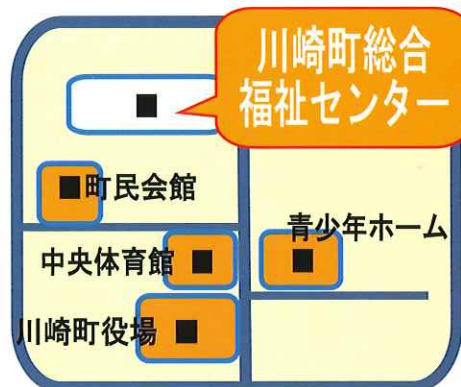 川崎町総合
福祉センター
町民会館
青少年ホーム
中央体育館
川崎町役場